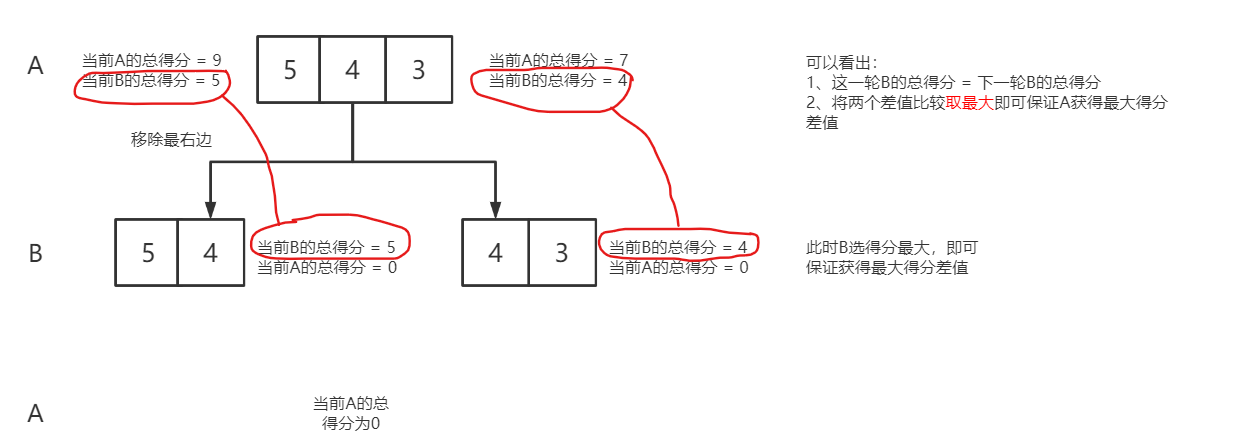 A
当前A的总得分 = 9
当前B的总得分 = 5
5 4 3
当前A的总得分 = 7
当前B的总得分 = 4
可以看出：
1、这一轮B的总得分 = 下一轮B的总得分
2、将两个差值比较取最大即可保证A获得最大得分
差值
移除最右边
B
5 4
当前B的总得分 = 5
当前A的总得分 = 0
4 3
当前B的总得分 = 4
当前A的总得分 = 0
此时B选得分最大，即可
保证获得最大得分差值
A
当前A的总
得分为0